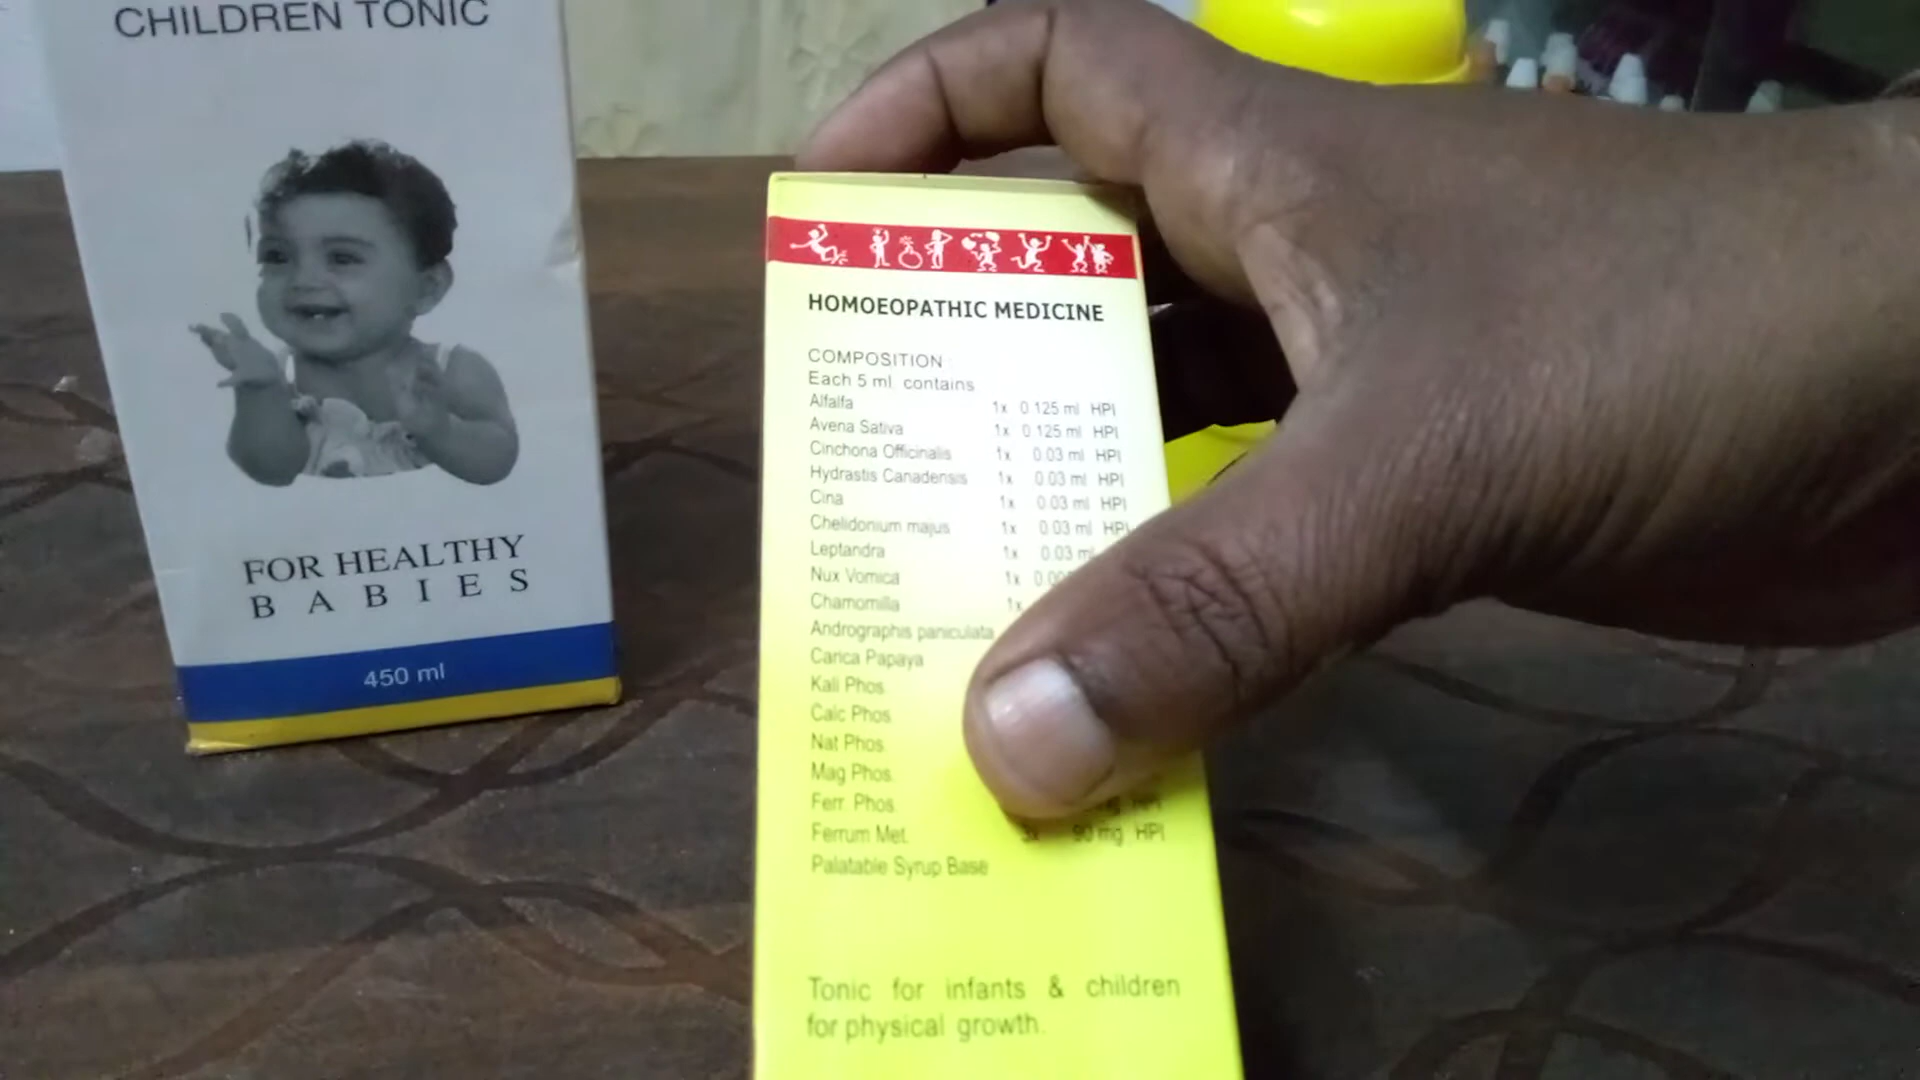 CHILDREN TONIC
FOR HEALTHY
BABIES
450 ml
HOMOEOPATHIC MEDICINE
COMPOSITION :
Each 5 ml. contains
Alfalfa 1x 0.125 ml HPI
Avena Sativa 1x 0.125 ml HPI
Cinchona Officinalis 1x 0.03 ml HPI
Hydrastis Canadensis 1x 0.03 ml HPI
Cina 1x 0.03 ml HPI
Chelidonium majus 1x 0.03 ml HPI
Leptandra 1x 0.03 ml
Nux Vomica 1x
Chamomilla 1x
Andrographis paniculata
Carica Papaya
Kali Phos.
Calc Phos.
Nat Phos.
Mag Phos.
Ferr. Phos. mg HPI
Ferrum Met. 3x 90 mg HPI
Palatable Syrup Base
Tonic for infants & children
for physical growth.